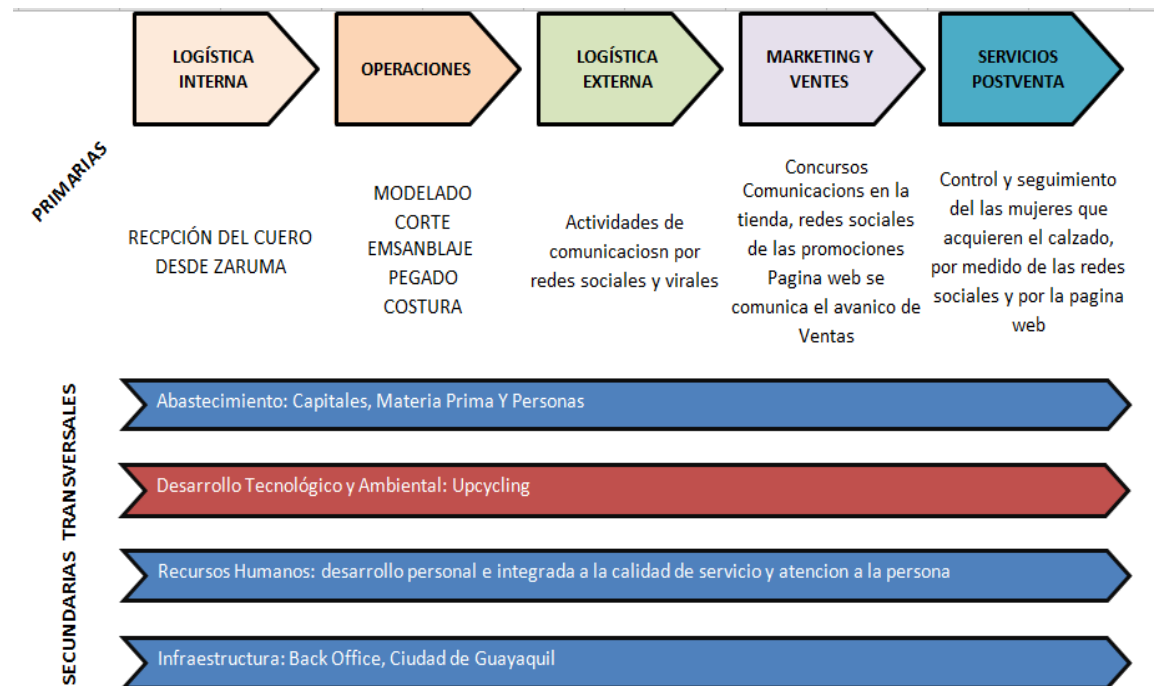 LOGÍSTICA
INTERNA
OPERACIONES
LOGÍSTICA
EXTERNA
MARKETING Y
VENTES
SERVICIOS
POSTVENTA
PRIMARIAS
RECPCIÓN DEL CUERO
DESDE ZARUMA
MODELADO
CORTE
EMSANBLAJE
PEGADO
COSTURA
Actividades de
comunicaciosn por
redes sociales y virales
Concursos
Comunicacions en la
tienda, redes sociales
de las promociones
Pagina web se
comunica el avanico de
Ventas
Control y seguimiento
del las mujeres que
acquieren el calzado,
por medido de las redes
sociales y por la pagina
web
SECUNDARIAS TRANSVERSALES
Abastecimiento: Capitales, Materia Prima Y Personas
Desarrollo Tecnológico y Ambiental: Upcycling
Recursos Humanos: desarrollo personal e integrada a la calidad de servicio y atencion a la persona
Infraestructura: Back Office, Ciudad de Guayaquil